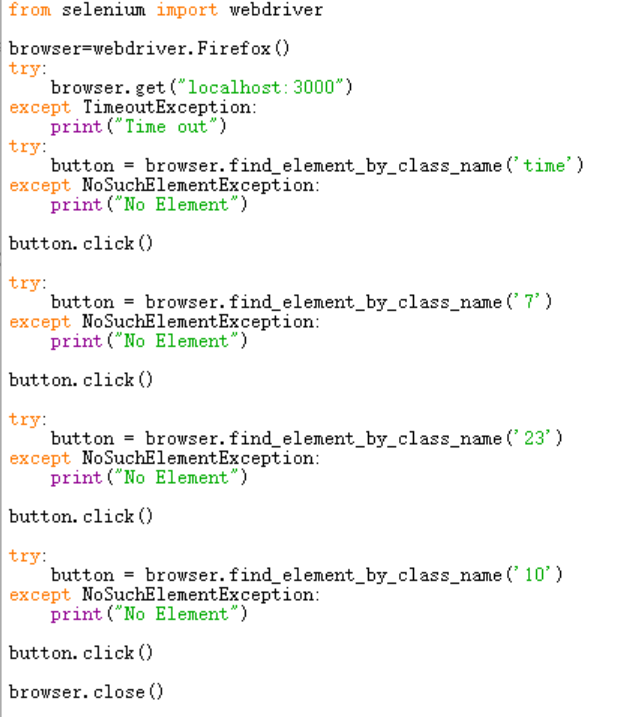 from selenium import webdriver
browser=webdriver.Firefox()
try:
    browser.get("localhost:3000")
except TimeoutException:
    print("Time out")
try:
    button = browser.find_element_by_class_name('time')
except NoSuchElementException:
    print("No Element")
button.click()
try:
    button = browser.find_element_by_class_name('7')
except NoSuchElementException:
    print("No Element")
button.click()
try:
    button = browser.find_element_by_class_name('23')
except NoSuchElementException:
    print("No Element")
button.click()
try:
    button = browser.find_element_by_class_name('10')
except NoSuchElementException:
    print("No Element")
button.click()
browser.close()